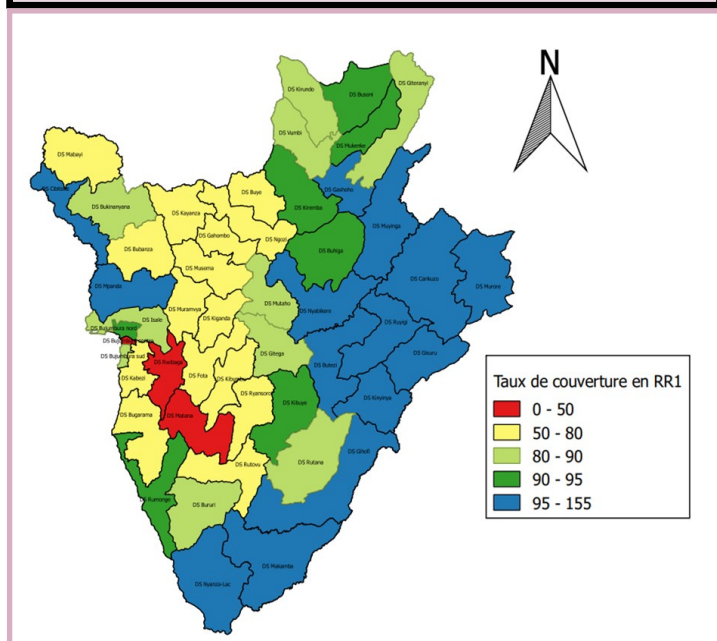 N
DS Kirundo
DS Busoni
DS Giteranyi
DS Vumbi
DS Mukenke
DS Mabayi
DS Gashoho
DS Cibitoke
DS Bukinanyana
DS Kayanza
DS Buye
DS Kiremba
DS Muyinga
DS Gahombo
DS Ngozi
DS Buhiga
DS Bubanza
DS Musema
DS Cankuzo
DS Murore
DS Mpanda
DS Mutaho
DS Muramvya
DS Nyabikere
DS Kiganda
DS Isale
DS Bujumbura nord
DS Ruyigi
DS Bujumbura sud
DS Gitega
DS Gisuru
DS Rwibaga
DS Butezi
DS Kabezi
DS Fota
DS Kibumbu
DS Ryansoro
DS Kibuye
DS Kinyinya
DS Bugarama
DS Matana
DS Gihofi
DS Rutovu
DS Rutana
DS Rumonge
DS Bururi
DS Makamba
DS Nyanza-Lac
Taux de couverture en RR1
0 - 50
50 - 80
80 - 90
90 - 95
95 - 155